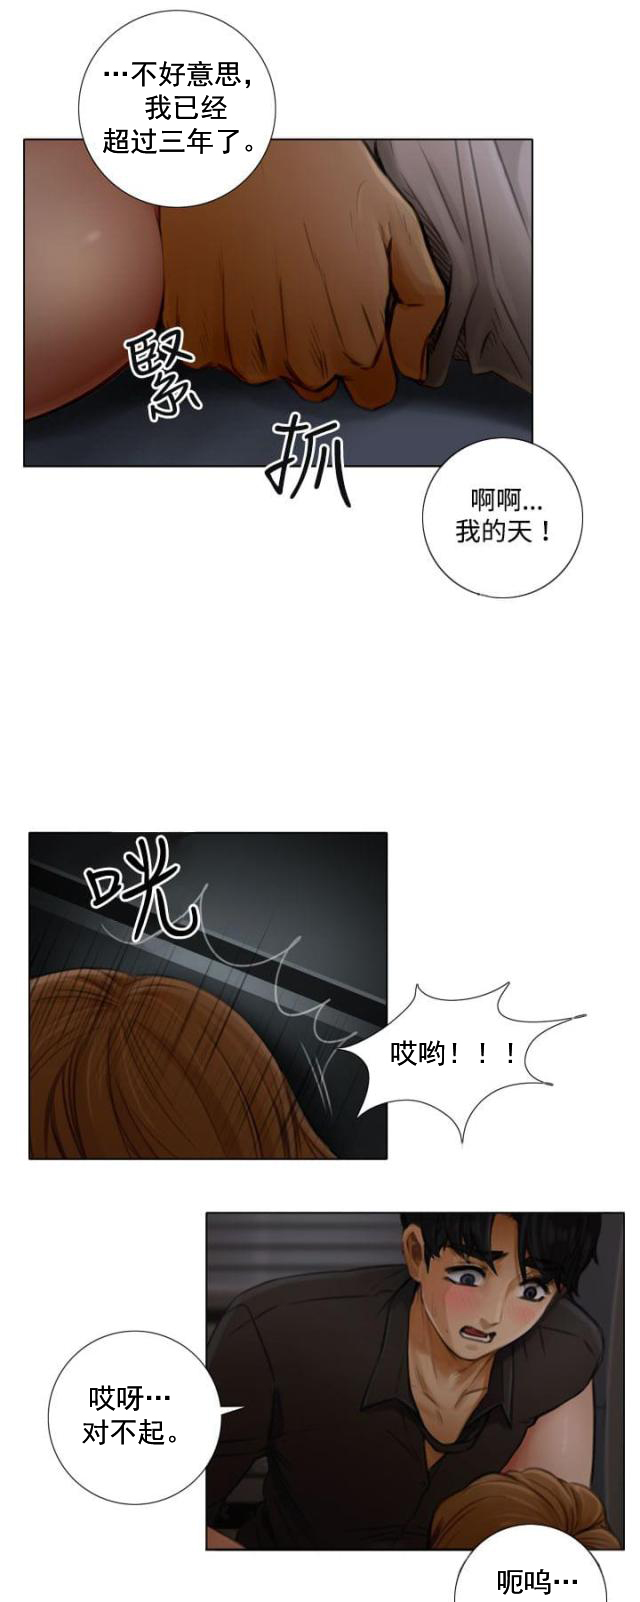 …不好意思，
我已经
超过三年了。
緊
抓
啊啊...
我的天！
咣
哎哟！！！
哎呀…
对不起。
呃呜…